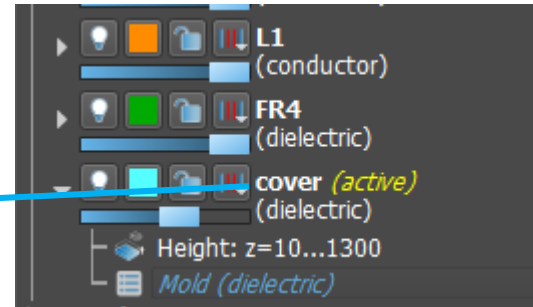 L1
(conductor)
FR4
(dielectric)
cover (active)
(dielectric)
Height: z=10...1300
Mold (dielectric)